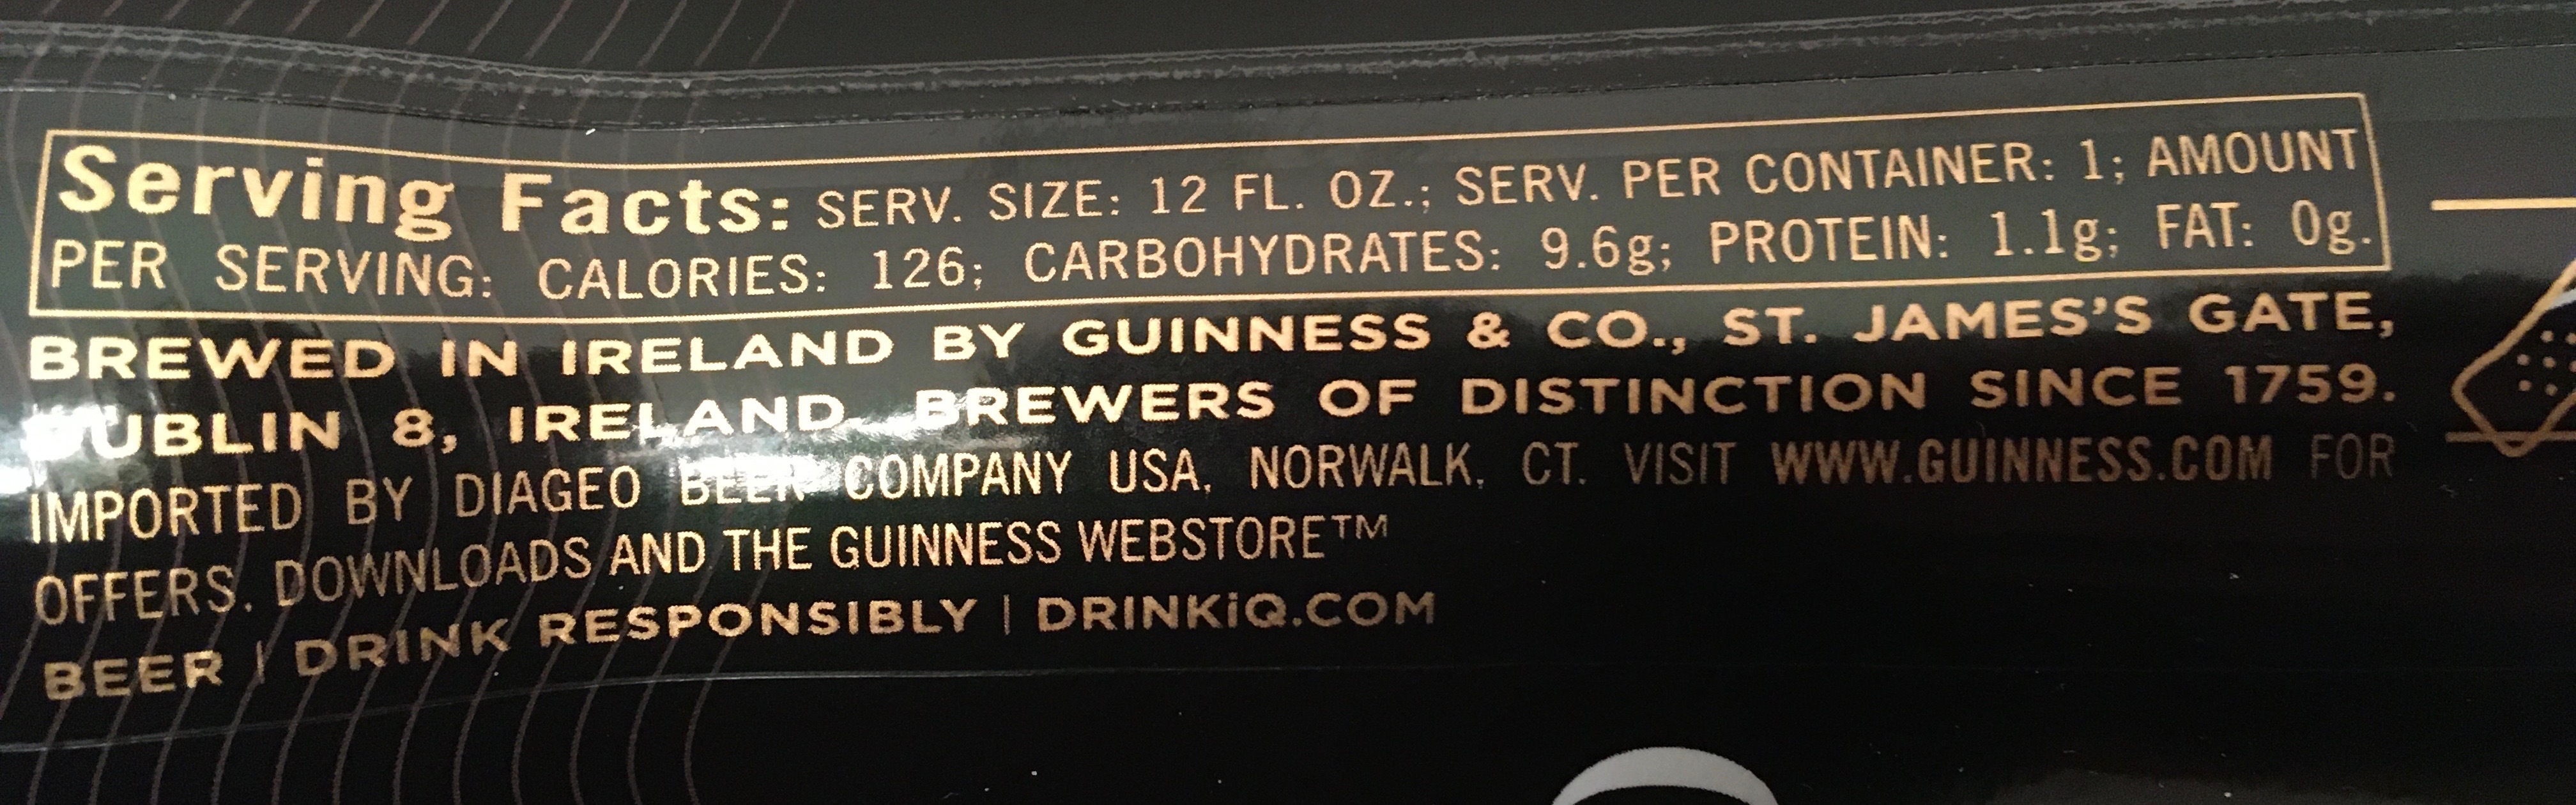 Serving Facts: SERV. SIZE: 12 FL. OZ.; SERV. PER CONTAINER: 1; AMOUNT
PER SERVING: CALORIES: 126; CARBOHYDRATES: 9.6g; PROTEIN: 1.1g; FAT: 0g.
BREWED IN IRELAND BY GUINNESS & CO., ST. JAMES'S GATE,
DUBLIN 8, IRELAND. BREWERS OF DISTINCTION SINCE 1759.
IMPORTED BY DIAGEO BEER COMPANY USA, NORWALK, CT. VISIT WWW.GUINNESS.COM FOR
OFFERS, DOWNLOADS AND THE GUINNESS WEBSTORE™
BEER | DRINK RESPONSIBLY | DRINKiQ.COM